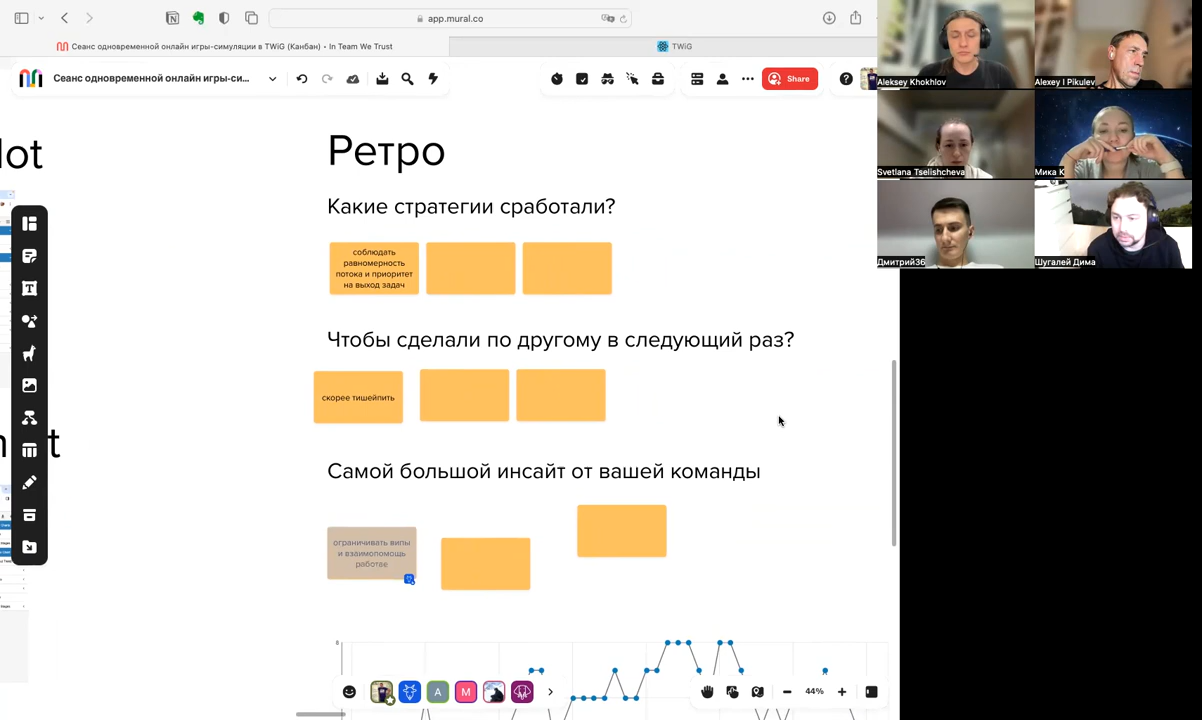 app.mural.co
Сеанс одновременной онлайн игры-симуляции в TWiG (Канбан) • In Team We Trust
TWiG
Сеанс одновременной онлайн игры-си...
Share
Aleksey Khokhlov
Alexey I Pikulev
Svetlana Tselishcheva
Мика К
Дмитрий36
Шугалей Дима
lot
Ретро
Какие стратегии сработали?
соблюдать
равномерность
потока и приоритет
на выход задач
Чтобы сделали по другому в следующий раз?
скорее тишейпить
t
Самой большой инсайт от вашей команды
ограничивать випы
и взаимопомощь
работае
8
A
M
44%